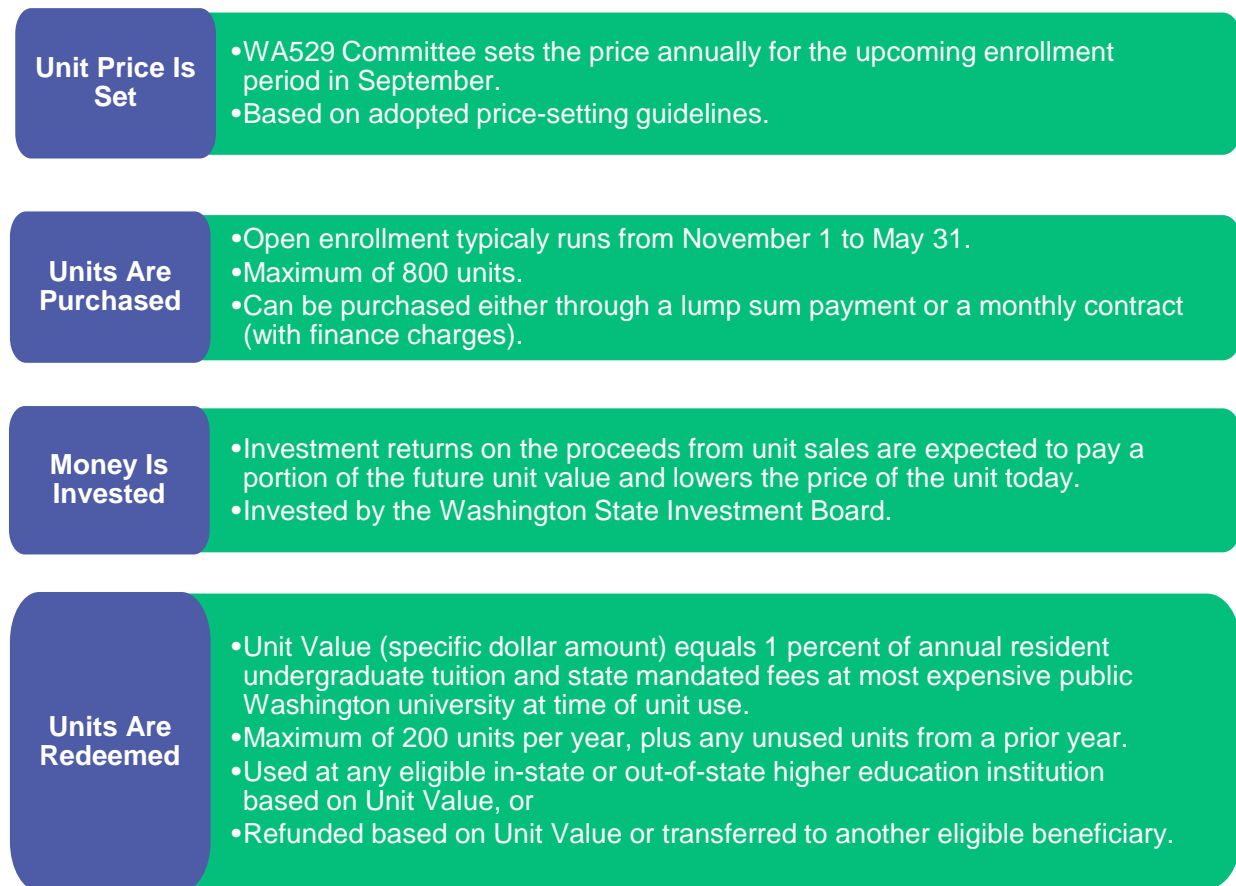 Unit Price Is
Set
•WA529 Committee sets the price annually for the upcoming enrollment
period in September.
•Based on adopted price-setting guidelines.
Units Are
Purchased
•Open enrollment typicaly runs from November 1 to May 31.
•Maximum of 800 units.
•Can be purchased either through a lump sum payment or a monthly contract
(with finance charges).
Money Is
Invested
•Investment returns on the proceeds from unit sales are expected to pay a
portion of the future unit value and lowers the price of the unit today.
•Invested by the Washington State Investment Board.
Units Are
Redeemed
•Unit Value (specific dollar amount) equals 1 percent of annual resident
undergraduate tuition and state mandated fees at most expensive public
Washington university at time of unit use.
•Maximum of 200 units per year, plus any unused units from a prior year.
•Used at any eligible in-state or out-of-state higher education institution
based on Unit Value, or
•Refunded based on Unit Value or transferred to another eligible beneficiary.